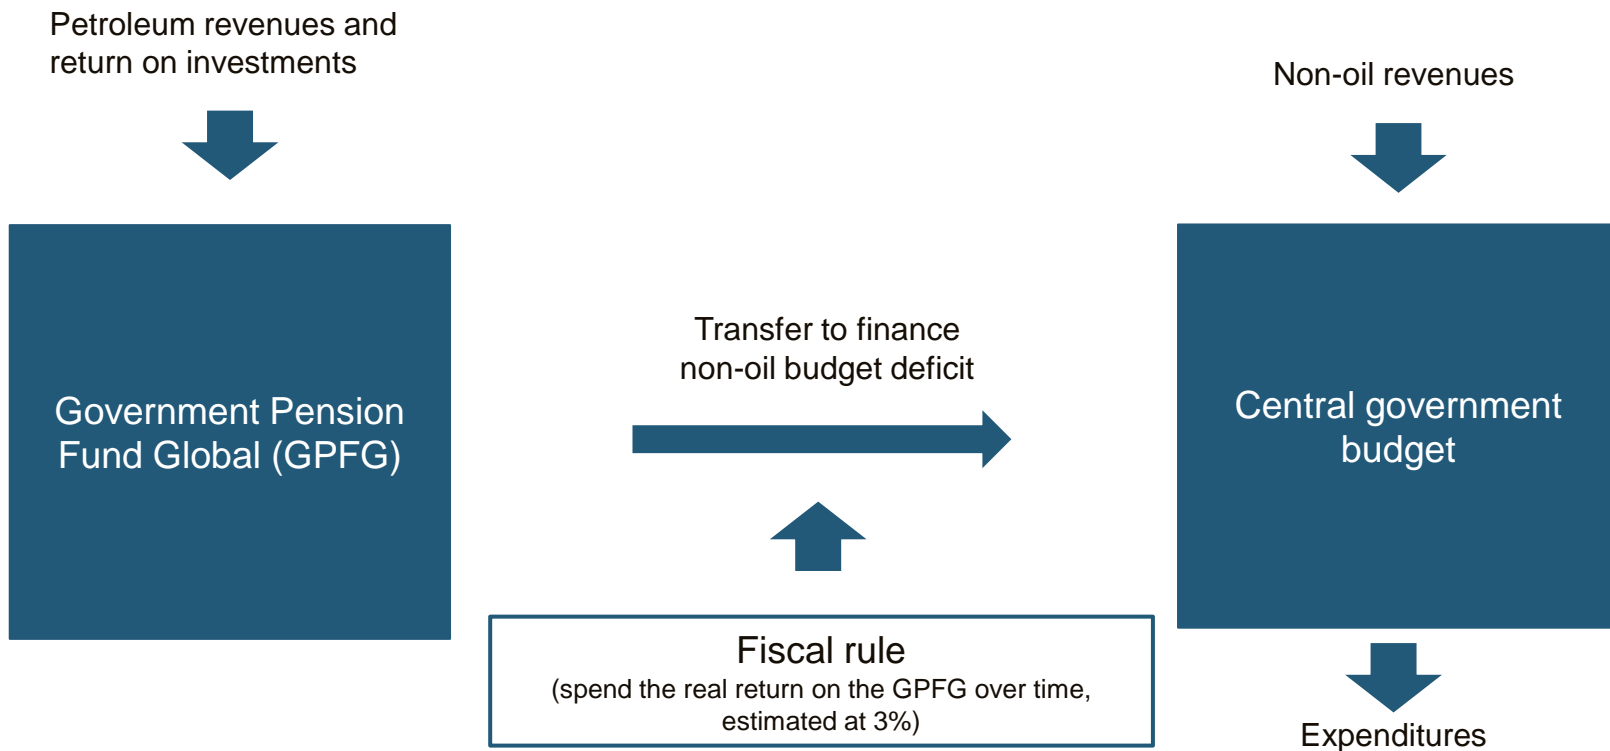 Petroleum revenues and
return on investments
Non-oil revenues
Government Pension
Fund Global (GPFG)
Transfer to finance
non-oil budget deficit
Central government
budget
Fiscal rule
(spend the real return on the GPFG over time,
estimated at 3%)
Expenditures